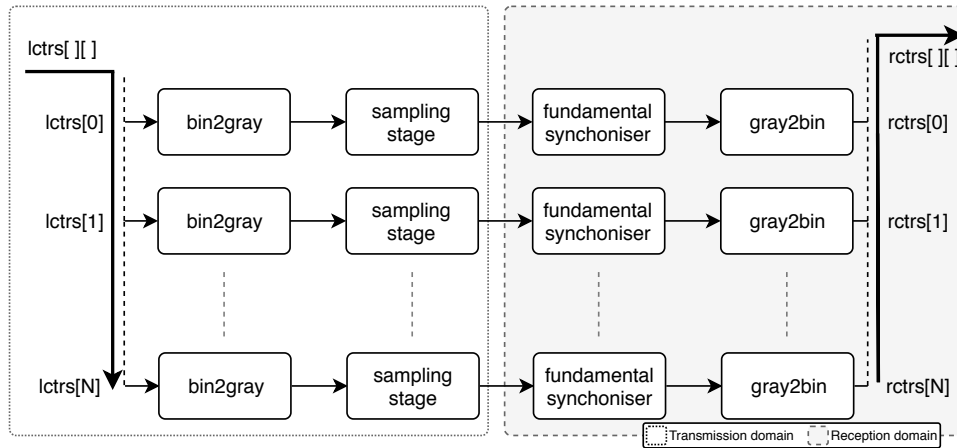 lctrs[ ][ ]
rctrs[ ][ ]
lctrs[0]
bin2gray
sampling
stage
fundamental
synchoniser
gray2bin
rctrs[0]
lctrs[1]
bin2gray
sampling
stage
fundamental
synchoniser
gray2bin
rctrs[1]
lctrs[N]
bin2gray
sampling
stage
fundamental
synchoniser
gray2bin
rctrs[N]
Transmission domain
Reception domain